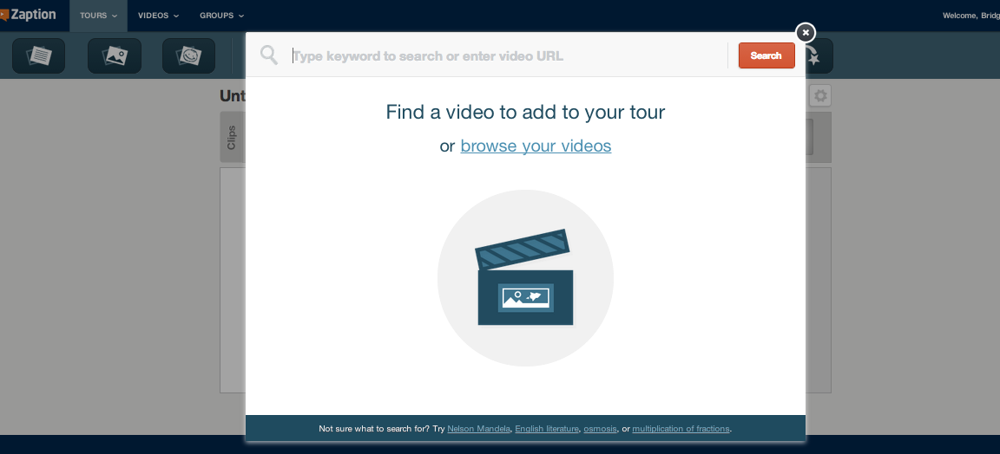 Zaption TOURS VIDEOS GROUPS Welcome, Bridg
Type keyword to search or enter video URL Search
Unt
Clips
Find a video to add to your tour
or browse your videos
Not sure what to search for? Try Nelson Mandela, English literature, osmosis, or multiplication of fractions.